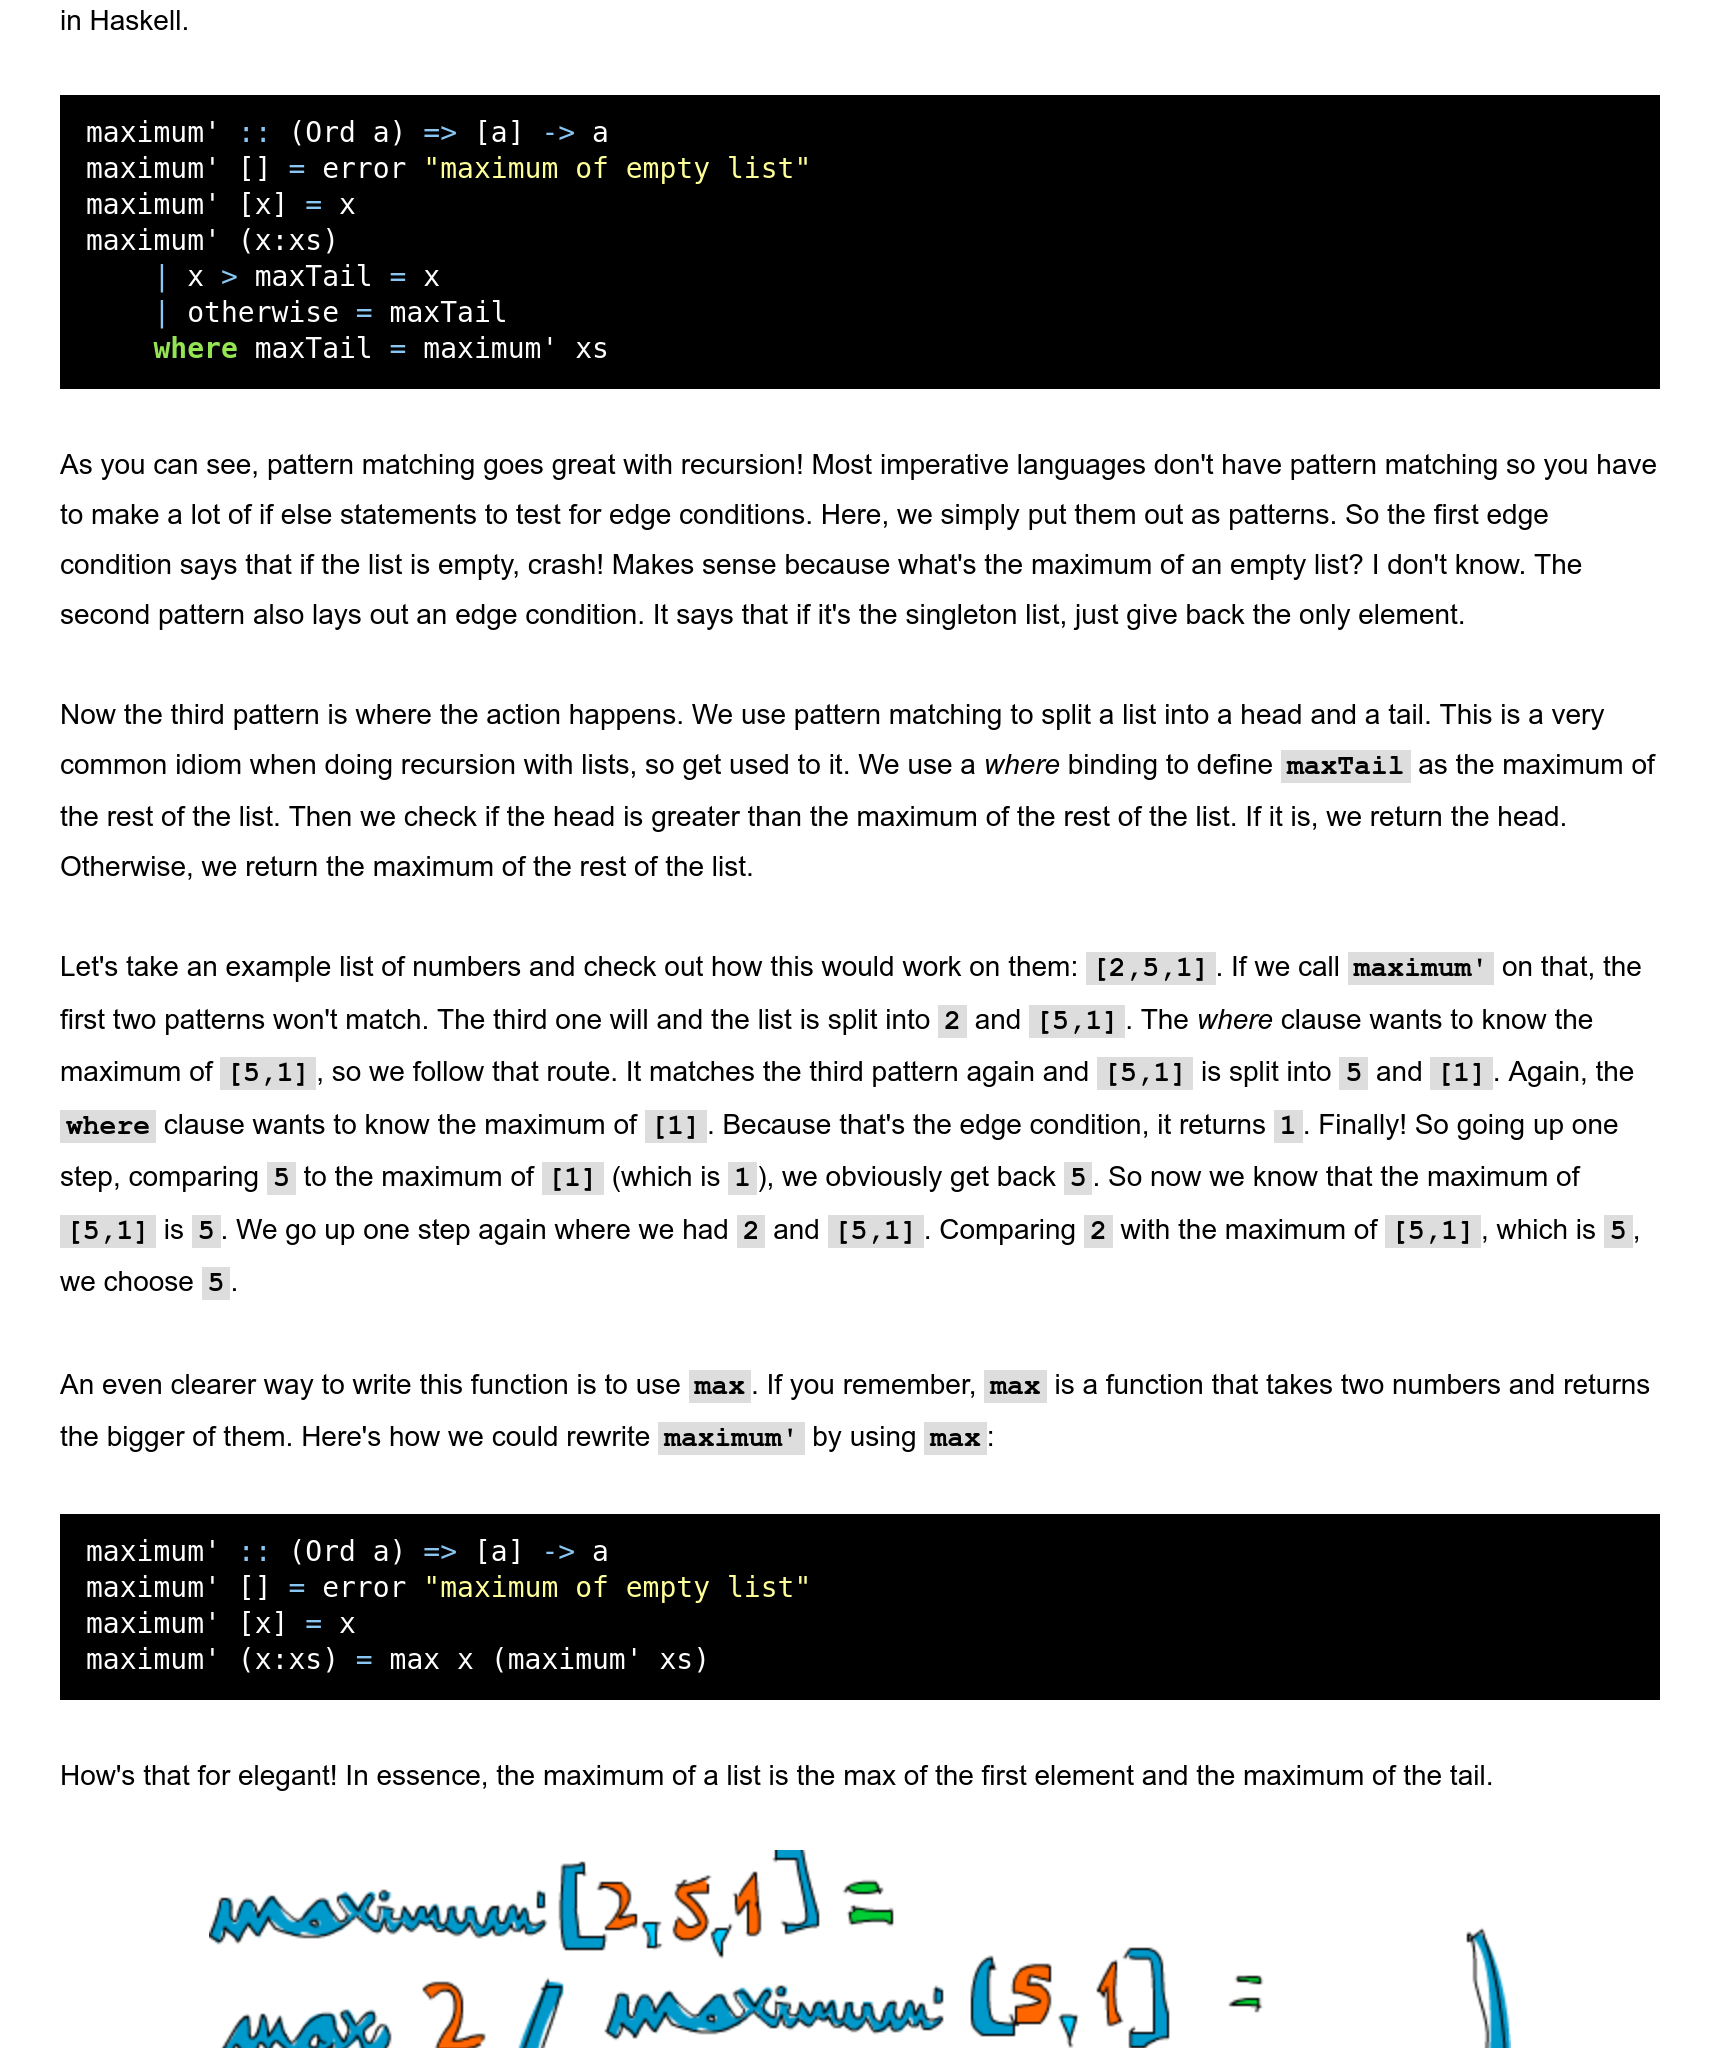 in Haskell.
maximum' :: (Ord a) => [a] -> a
maximum' [] = error "maximum of empty list"
maximum' [x] = x
maximum' (x:xs)
    | x > maxTail = x
    | otherwise = maxTail
    where maxTail = maximum' xs
As you can see, pattern matching goes great with recursion! Most imperative languages don't have pattern matching so you have
to make a lot of if else statements to test for edge conditions. Here, we simply put them out as patterns. So the first edge
condition says that if the list is empty, crash! Makes sense because what's the maximum of an empty list? I don't know. The
second pattern also lays out an edge condition. It says that if it's the singleton list, just give back the only element.
Now the third pattern is where the action happens. We use pattern matching to split a list into a head and a tail. This is a very
common idiom when doing recursion with lists, so get used to it. We use a where binding to define maxTail as the maximum of
the rest of the list. Then we check if the head is greater than the maximum of the rest of the list. If it is, we return the head.
Otherwise, we return the maximum of the rest of the list.
Let's take an example list of numbers and check out how this would work on them: [2,5,1]. If we call maximum' on that, the
first two patterns won't match. The third one will and the list is split into 2 and [5,1]. The where clause wants to know the
maximum of [5,1], so we follow that route. It matches the third pattern again and [5,1] is split into 5 and [1]. Again, the
where clause wants to know the maximum of [1]. Because that's the edge condition, it returns 1. Finally! So going up one
step, comparing 5 to the maximum of [1] (which is 1), we obviously get back 5. So now we know that the maximum of
[5,1] is 5. We go up one step again where we had 2 and [5,1]. Comparing 2 with the maximum of [5,1], which is 5,
we choose 5.
An even clearer way to write this function is to use max. If you remember, max is a function that takes two numbers and returns
the bigger of them. Here's how we could rewrite maximum' by using max:
maximum' :: (Ord a) => [a] -> a
maximum' [] = error "maximum of empty list"
maximum' [x] = x
maximum' (x:xs) = max x (maximum' xs)
How's that for elegant! In essence, the maximum of a list is the max of the first element and the maximum of the tail.
maximum' [2,5,1] =
max 2 ( maximum' [5,1] = )